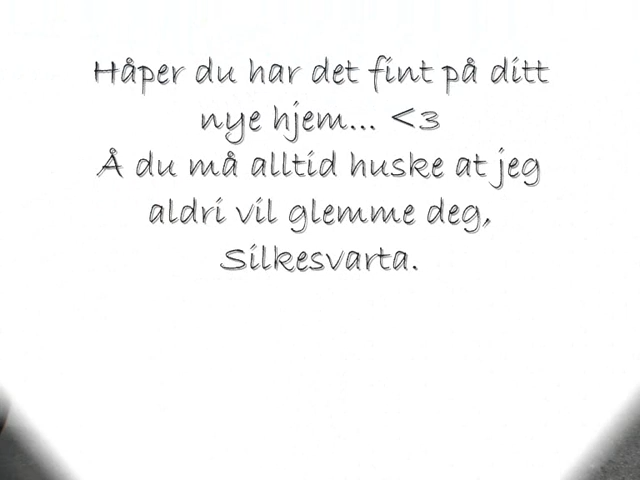 Håper du har det fint på ditt
nye hjem... <3
Å du må alltid huske at jeg
aldri vil glemme deg,
Silkesvarta.